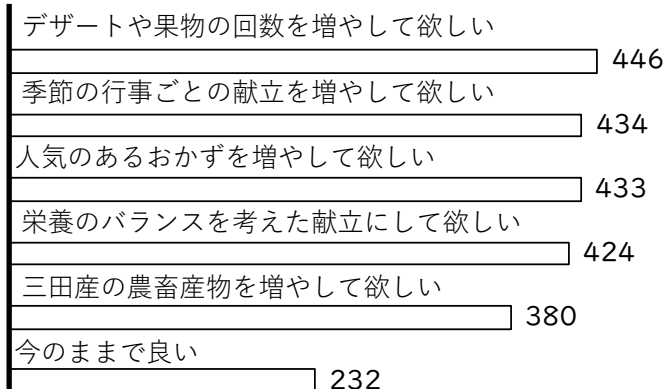 デザートや果物の回数を増やして欲しい
446
季節の行事ごとの献立を増やして欲しい
434
人気のあるおかずを増やして欲しい
433
栄養のバランスを考えた献立にして欲しい
424
三田産の農畜産物を増やして欲しい
380
今のままで良い
232